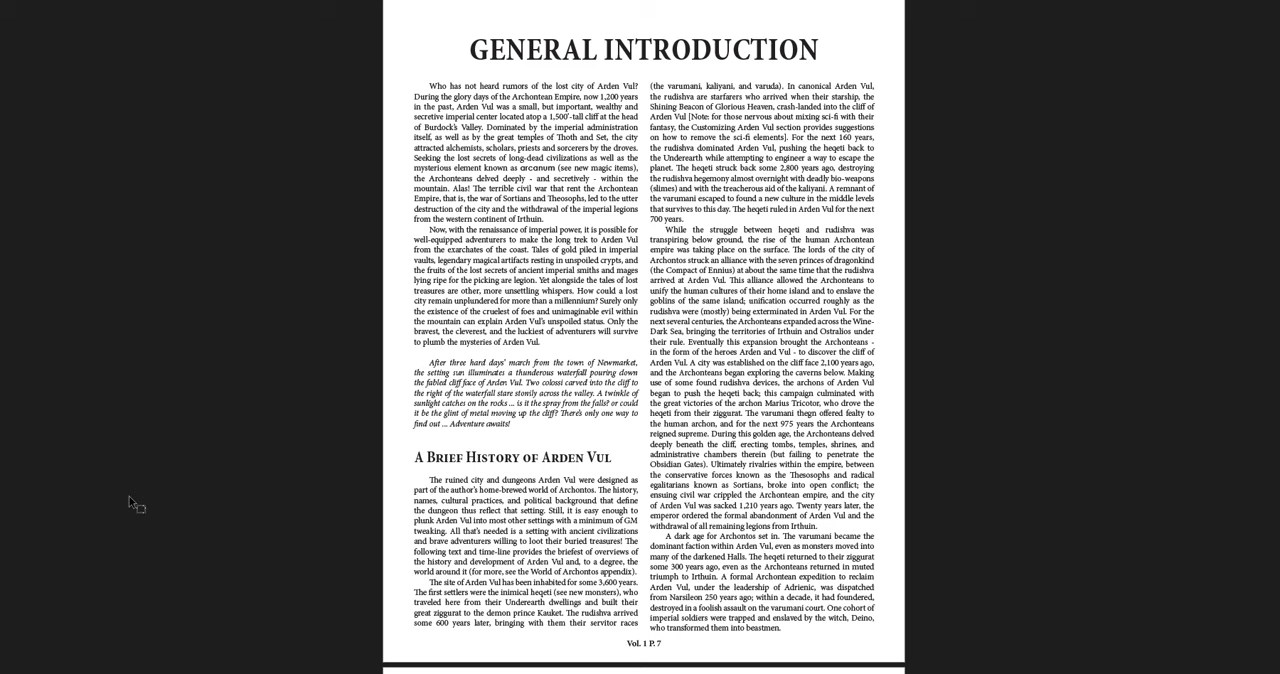 GENERAL INTRODUCTION
Who has not heard rumors of the lost city of Arden Vul?
During the glory days of the Archontean Empire, now 1,200 years
in the past, Arden Vul was a small, but important, wealthy and
secretive imperial center located atop a 1,500'-tall cliff at the head
of Burdock's Valley. Dominated by the imperial administration
itself, as well as by the great temples of Thoth and Set, the city
attracted alchemists, scholars, priests and sorcerers by the droves.
Seeking the lost secrets of long-dead civilizations as well as the
mysterious element known as arcanum (see new magic items),
the Archonteans delved deeply - and secretively - within the
mountain. Alas! The terrible civil war that rent the Archontean
Empire, that is, the war of Sortians and Theosophs, led to the utter
destruction of the city and the withdrawal of the imperial legions
from the western continent of Irthuin.
Now, with the renaissance of imperial power, it is possible for
well-equipped adventurers to make the long trek to Arden Vul
from the exarchates of the coast. Tales of gold piled in imperial
vaults, legendary magical artifacts resting in unspoiled crypts, and
the fruits of the lost secrets of ancient imperial smiths and mages
lying ripe for the picking are legion. Yet alongside the tales of lost
treasures are other, more unsettling whispers. How could a lost
city remain unplundered for more than a millennium? Surely only
the existence of the cruelest of foes and unimaginable evil within
the mountain can explain Arden Vul's unspoiled status. Only the
bravest, the cleverest, and the luckiest of adventurers will survive
to plumb the mysteries of Arden Vul.
After three hard days' march from the town of Newmarket,
the setting sun illuminates a thunderous waterfall pouring down
the fabled cliff face of Arden Vul. Two colossi carved into the cliff to
the right of the waterfall stare stonily across the valley. A twinkle of
sunlight catches on the rocks ... is it the spray from the falls? or could
it be the glint of metal moving up the cliff? There's only one way to
find out ... Adventure awaits!
A Brief History of Arden Vul
The ruined city and dungeons Arden Vul were designed as
part of the author's home-brewed world of Archontos. The history,
names, cultural practices, and political background that define
the dungeon thus reflect that setting. Still, it is easy enough to
plunk Arden Vul into most other settings with a minimum of GM
tweaking. All that's needed is a setting with ancient civilizations
and brave adventurers willing to loot their buried treasures! The
following text and time-line provides the briefest of overviews of
the history and development of Arden Vul and, to a degree, the
world around it (for more, see the World of Archontos appendix).
The site of Arden Vul has been inhabited for some 3,600 years.
The first settlers were the inimical heqeti (see new monsters), who
traveled here from their Underearth dwellings and built their
great ziggurat to the demon prince Kauket. The rudishva arrived
some 600 years later, bringing with them their servitor races
(the varumani, kaliyani, and varuda). In canonical Arden Vul,
the rudishva are starfarers who arrived when their starship, the
Shining Beacon of Glorious Heaven, crash-landed into the cliff of
Arden Vul [Note: for those nervous about mixing sci-fi with their
fantasy, the Customizing Arden Vul section provides suggestions
on how to remove the sci-fi elements]. For the next 160 years,
the rudishva dominated Arden Vul, pushing the heqeti back to
the Underearth while attempting to engineer a way to escape the
planet. The heqeti struck back some 2,800 years ago, destroying
the rudishva hegemony almost overnight with deadly bio-weapons
(slimes) and with the treacherous aid of the kaliyani. A remnant of
the varumani escaped to found a new culture in the middle levels
that survives to this day. The heqeti ruled in Arden Vul for the next
700 years.
While the struggle between heqeti and rudishva was
transpiring below ground, the rise of the human Archontean
empire was taking place on the surface. The lords of the city of
Archontos struck an alliance with the seven princes of dragonkind
(the Compact of Ennius) at about the same time that the rudishva
arrived at Arden Vul. This alliance allowed the Archonteans to
unify the human cultures of their home island and to enslave the
goblins of the same island; unification occurred roughly as the
rudishva were (mostly) being exterminated in Arden Vul. For the
next several centuries, the Archonteans expanded across the Wine-
Dark Sea, bringing the territories of Irthuin and Ostralios under
their rule. Eventually this expansion brought the Archonteans -
in the form of the heroes Arden and Vul - to discover the cliff of
Arden Vul. A city was established on the cliff face 2,100 years ago,
and the Archonteans began exploring the caverns below. Making
use of some found rudishva devices, the archons of Arden Vul
began to push the heqeti back; this campaign culminated with
the great victories of the archon Marius Tricotor, who drove the
heqeti from their ziggurat. The varumani thegn offered fealty to
the human archon, and for the next 975 years the Archonteans
reigned supreme. During this golden age, the Archonteans delved
deeply beneath the cliff, erecting tombs, temples, shrines, and
administrative chambers therein (but failing to penetrate the
Obsidian Gates). Ultimately rivalries within the empire, between
the conservative forces known as the Thesosophs and radical
egalitarians known as Sortians, broke into open conflict; the
ensuing civil war crippled the Archontean empire, and the city
of Arden Vul was sacked 1,210 years ago. Twenty years later, the
emperor ordered the formal abandonment of Arden Vul and the
withdrawal of all remaining legions from Irthuin.
A dark age for Archontos set in. The varumani became the
dominant faction within Arden Vul, even as monsters moved into
many of the darkened Halls. The heqeti returned to their ziggurat
some 300 years ago, even as the Archonteans returned in muted
triumph to Irthuin. A formal Archontean expedition to reclaim
Arden Vul, under the leadership of Adrienic, was dispatched
from Narsileon 250 years ago; within a decade, it had foundered,
destroyed in a foolish assault on the varumani court. One cohort of
imperial soldiers were trapped and enslaved by the witch, Deino,
who transformed them into beastmen.
Vol. 1 P. 7